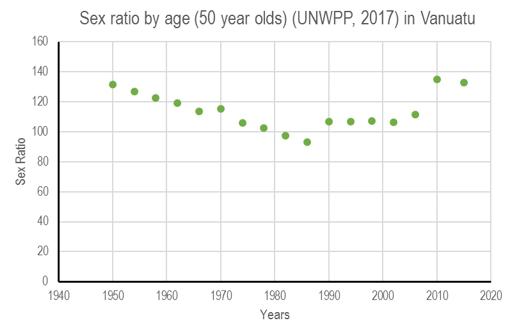 Sex ratio by age (50 year olds) (UNWPP, 2017) in Vanuatu
160
140
120
100
80
60
40
20
0
Sex Ratio
1940 1950 1960 1970 1980 1990 2000 2010 2020
Years